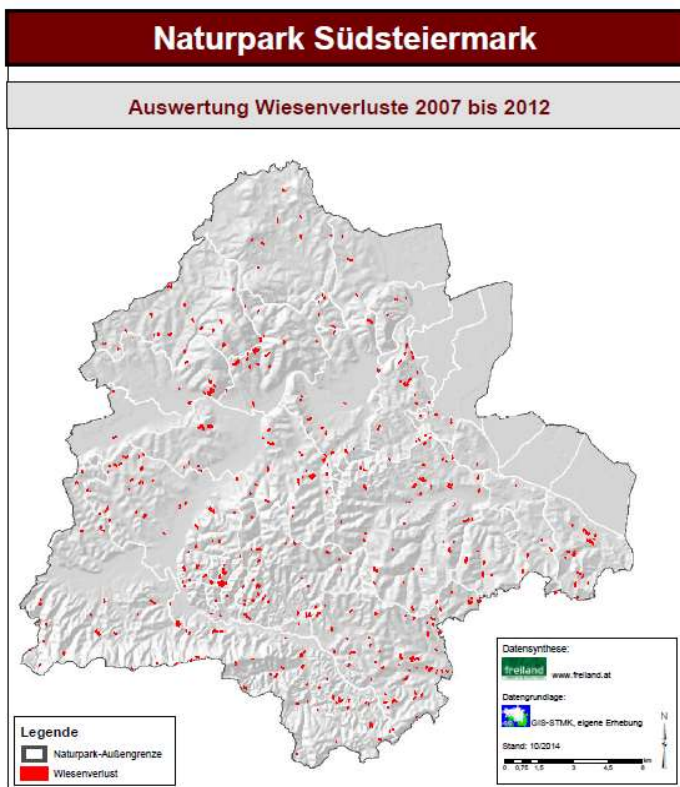 Naturpark Südsteiermark
Auswertung Wiesenverluste 2007 bis 2012
Legende
Naturpark-Außengrenze
Wiesenverlust
Datensynthese:
freiland www.freiland.at
Datengrundlage:
GIS-STMK, eigene Erhebung
Stand: 10/2014
N
km
0 0,75 1,5 3 4,5 6